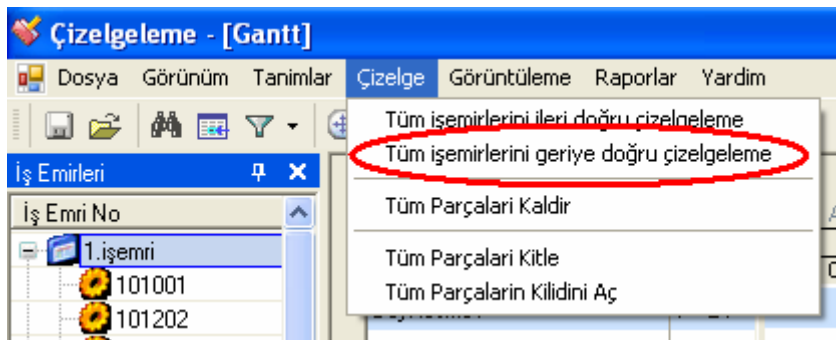 Çizelgeleme - [Gantt]
Dosya Görünüm Tanimlar Çizelge Görüntüleme Raporlar Yardim
Tüm işemirlerini ileri doğru çizelgeleme
Tüm işemirlerini geriye doğru çizelgeleme
Tüm Parçalari Kaldir
Tüm Parçalari Kitle
Tüm Parçalarin Kilidini Aç
İş Emirleri
İş Emri No
1.işemri
101001
101202